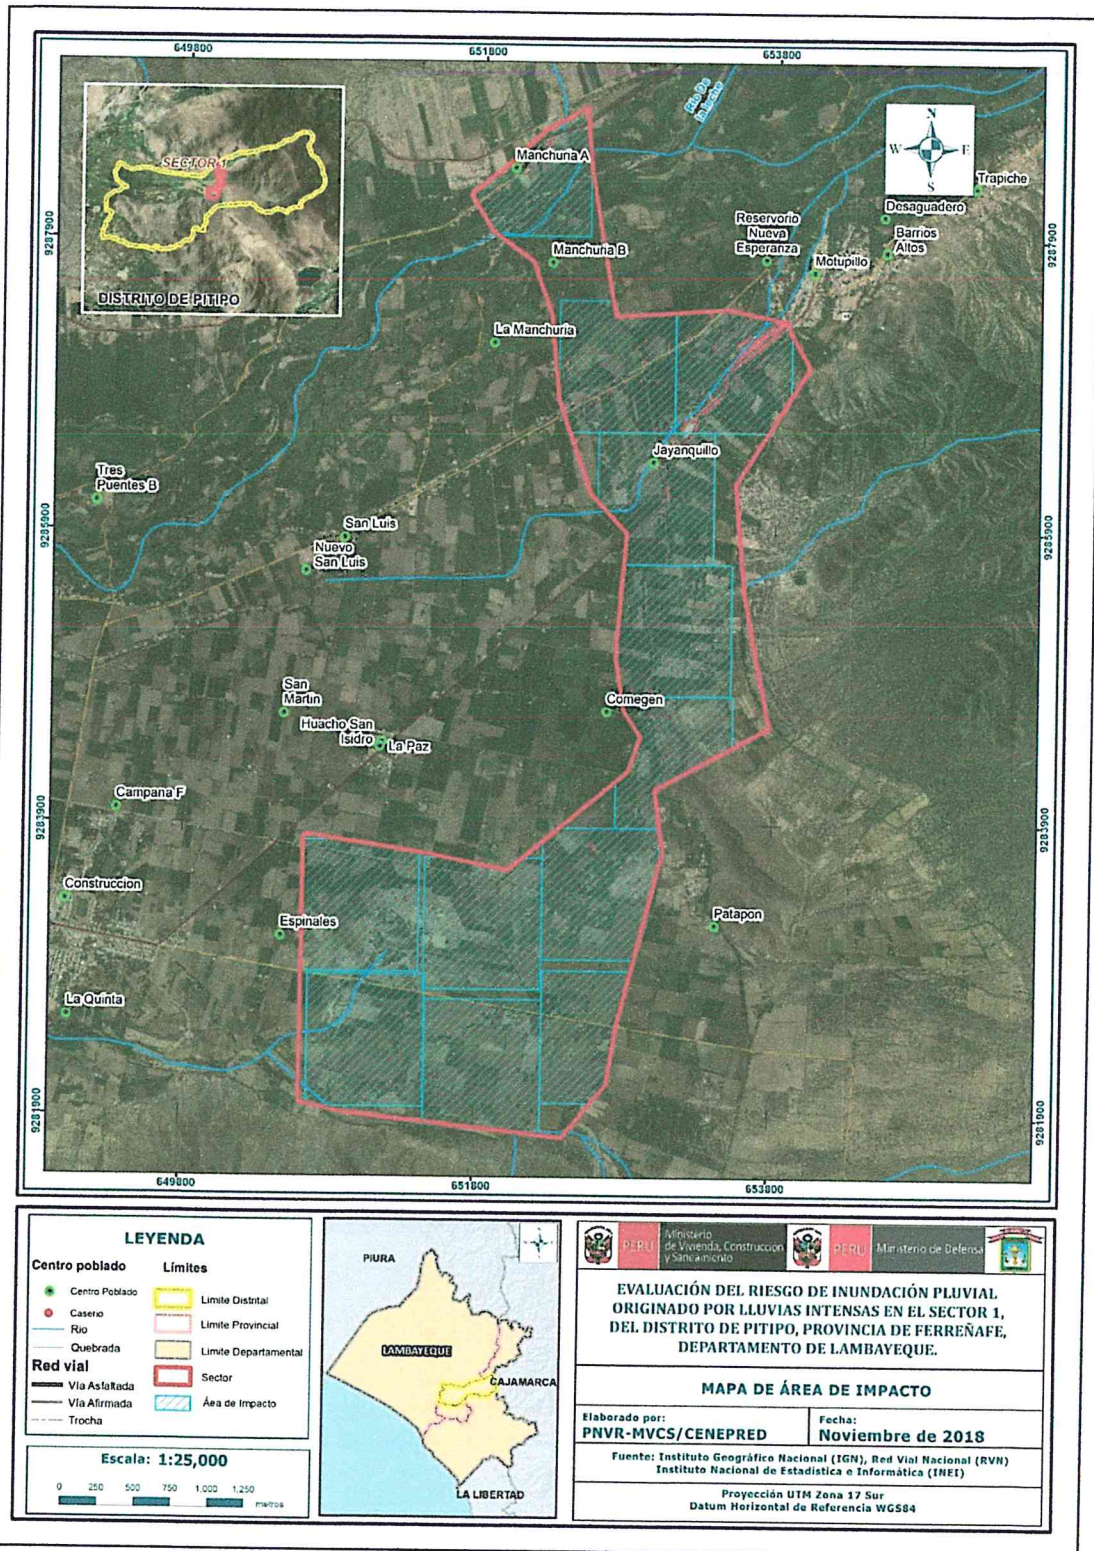 649800
651800
653800
Río De
la leche
N
W
E
S
SECTOR 1
DISTRITO DE PITIPO
Manchuria A
Trapiche
Desaguadero
Reservorio
Nueva
Esperanza
Barrios
Altos
Motupillo
9287900
9287900
Manchuria B
La Manchuria
Jayanquillo
Tres
Puentes B
San Luis
Nuevo
San Luis
9285900
9285900
San
Martin
Huacho San
Isidro
La Paz
Comegen
Campana F
9283900
9283900
Construccion
Espinales
Patapon
La Quinta
9281900
9281900
649800
651800
653800
LEYENDA
Centro poblado
Centro Poblado
Caserio
Rio
Quebrada
Red vial
Vía Asfaltada
Vía Afirmada
Trocha
Límites
Limite Distrital
Limite Provincial
Limite Departamental
Sector
Área de Impacto
Escala: 1:25,000
0 250 500 750 1,000 1,250
metros
PIURA
LAMBAYEQUE
CAJAMARCA
LA LIBERTAD
PERÚ
Ministerio
de Vivienda, Construcción
y Saneamiento
PERÚ
Ministerio de Defensa
EVALUACIÓN DEL RIESGO DE INUNDACIÓN PLUVIAL
ORIGINADO POR LLUVIAS INTENSAS EN EL SECTOR 1,
DEL DISTRITO DE PITIPO, PROVINCIA DE FERREÑAFE,
DEPARTAMENTO DE LAMBAYEQUE.
MAPA DE ÁREA DE IMPACTO
Elaborado por:
PNVR-MVCS/CENEPRED
Fecha:
Noviembre de 2018
Fuente: Instituto Geográfico Nacional (IGN), Red Vial Nacional (RVN)
Instituto Nacional de Estadística e Informática (INEI)
Proyección UTM Zona 17 Sur
Datum Horizontal de Referencia WGS84